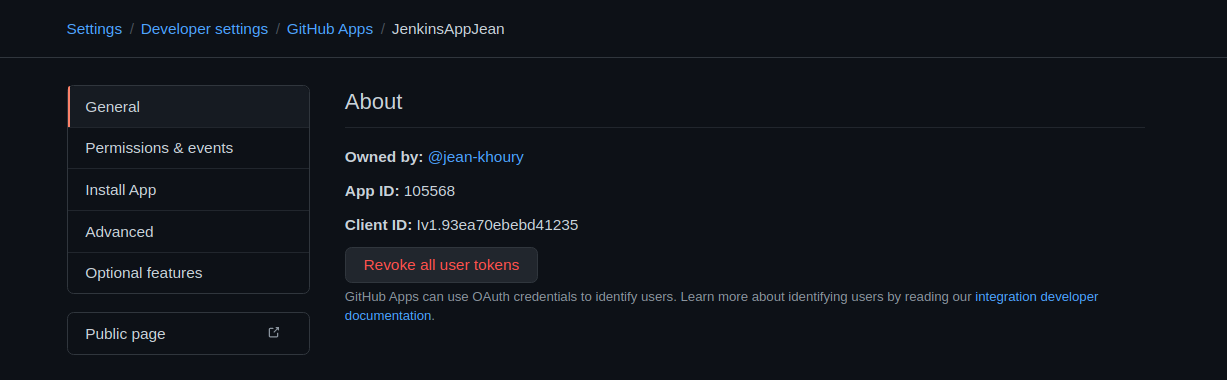 Settings / Developer settings / GitHub Apps / JenkinsAppJean
General
Permissions & events
Install App
Advanced
Optional features
Public page
About
Owned by: @jean-khoury
App ID: 105568
Client ID: Iv1.93ea70ebebd41235
Revoke all user tokens
GitHub Apps can use OAuth credentials to identify users. Learn more about identifying users by reading our integration developer
documentation.